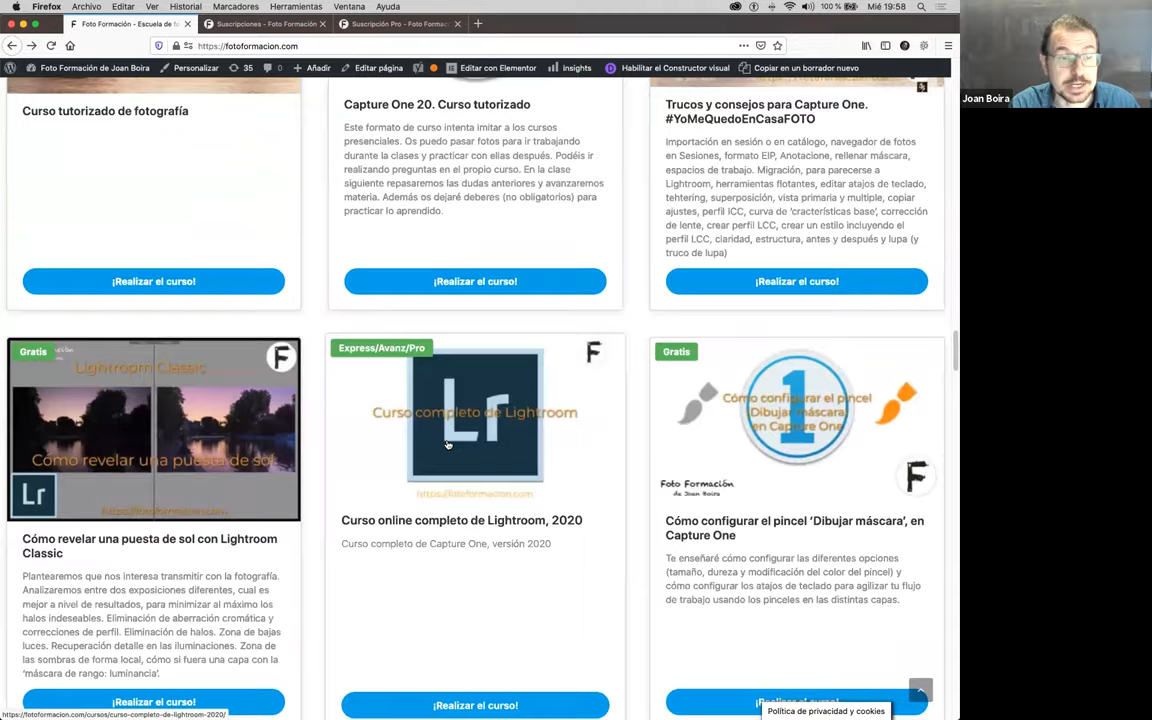 Firefox Archivo Editar Ver Historial Marcadores Herramientas Ventana Ayuda 100 % Mié 19:58
Foto Formación - Escuela de fo × Suscripciones - Foto Formación × Suscripción Pro - Foto Formac × +
https://fotoformacion.com
Foto Formación de Joan Boira Personalizar 35 0 Añadir Editar página Editar con Elementor Insights Habilitar el Constructor visual Copiar en un borrador nuevo
Joan Boira
Curso tutorizado de fotografía
¡Realizar el curso!
Capture One 20. Curso tutorizado
Este formato de curso intenta imitar a los cursos
presenciales. Os puedo pasar fotos para ir trabajando
durante la clases y practicar con ellas después. Podéis ir
realizando preguntas en el propio curso. En la clase
siguiente repasaremos las dudas anteriores y avanzaremos
materia. Además os dejaré deberes (no obligatorios) para
practicar lo aprendido.
¡Realizar el curso!
Trucos y consejos para Capture One.
#YoMeQuedoEnCasaFOTO
Importación en sesión o en catálogo, navegador de fotos
en Sesiones, formato EIP, Anotacione, rellenar máscara,
espacios de trabajo. Migración, para parecerse a
Lightroom, herramientas flotantes, editar atajos de teclado,
tehtering, superposición, vista primaria y multiple, copiar
ajustes, perfil ICC, curva de 'cracterísticas base', corrección
de lente, crear perfil LCC, crear un estilo incluyendo el
perfil LCC, claridad, estructura, antes y después y lupa (y
truco de lupa)
¡Realizar el curso!
Gratis
F
Lightroom Classic
Cómo revelar una puesta de sol
Lr
https://fotoformacion.com
Cómo revelar una puesta de sol con Lightroom
Classic
Plantearemos que nos interesa transmitir con la fotografía.
Analizaremos entre dos exposiciones diferentes, cual es
mejor a nivel de resultados, para minimizar al máximo los
halos indeseables. Eliminación de aberración cromática y
correcciones de perfil. Eliminación de halos. Zona de bajas
luces. Recuperación detalle en las iluminaciones. Zona de
las sombras de forma local, cómo si fuera una capa con la
'máscara de rango: luminancia'.
¡Realizar el curso!
Express/Avanz/Pro
F
Lr
Curso completo de Lightroom
https://fotoformacion.com
Curso online completo de Lightroom, 2020
Curso completo de Capture One, versión 2020
¡Realizar el curso!
Gratis
1
Cómo configurar el pincel
Dibujar máscara,
en Capture One
Foto Formación
de Joan Boira
F
Cómo configurar el pincel 'Dibujar máscara', en
Capture One
Te enseñaré cómo configurar las diferentes opciones
(tamaño, dureza y modificación del color del pincel) y
cómo configurar los atajos de teclado para agilizar tu flujo
de trabajo usando los pinceles en las distintas capas.
¡Realizar el curso!
Política de privacidad y cookies
https://fotoformacion.com/cursos/curso-completo-de-lightroom-2020/